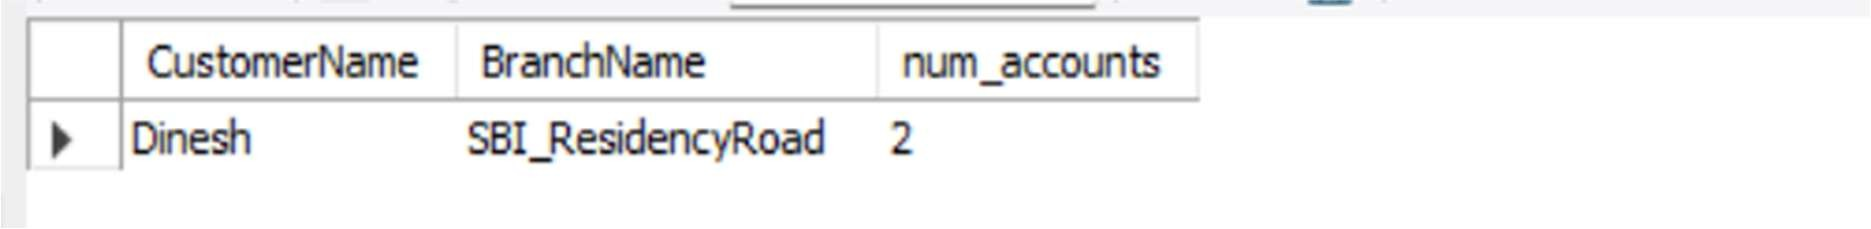 CustomerName BranchName num_accounts
Dinesh SBI_ResidencyRoad 2